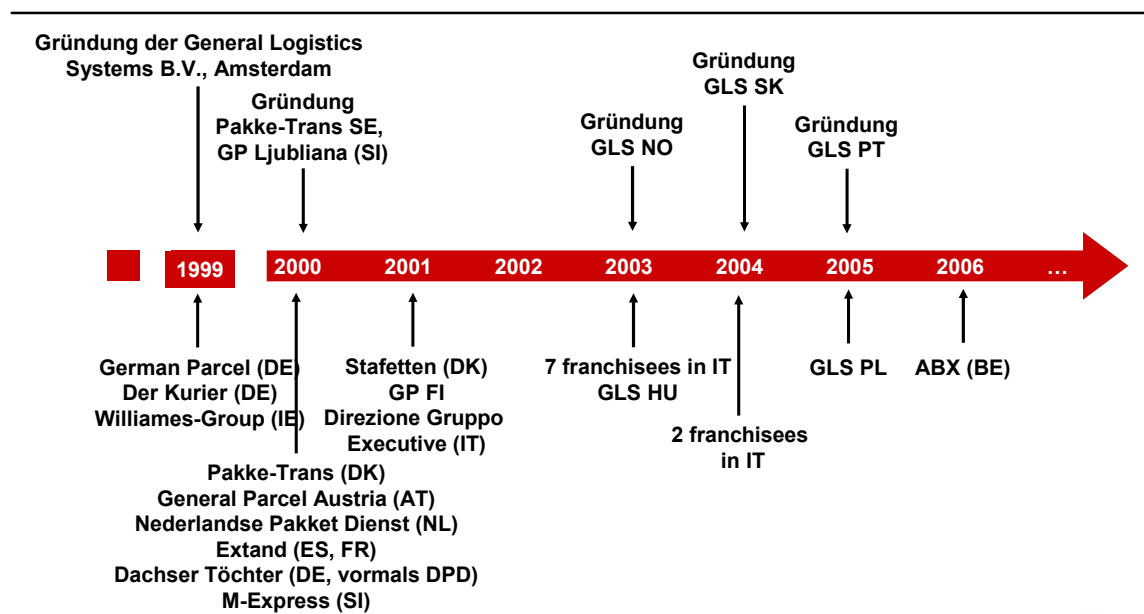 Gründung der General Logistics
Systems B.V., Amsterdam
Gründung
Pakke-Trans SE,
GP Ljubliana (SI)
Gründung
GLS NO
Gründung
GLS SK
Gründung
GLS PT
1999
2000
2001
2002
2003
2004
2005
2006
…
German Parcel (DE)
Der Kurier (DE)
Williames-Group (IE)
Pakke-Trans (DK)
General Parcel Austria (AT)
Nederlandse Pakket Dienst (NL)
Extand (ES, FR)
Dachser Töchter (DE, vormals DPD)
M-Express (SI)
Stafetten (DK)
GP FI
Direzione Gruppo
Executive (IT)
7 franchisees in IT
GLS HU
2 franchisees
in IT
GLS PL
ABX (BE)